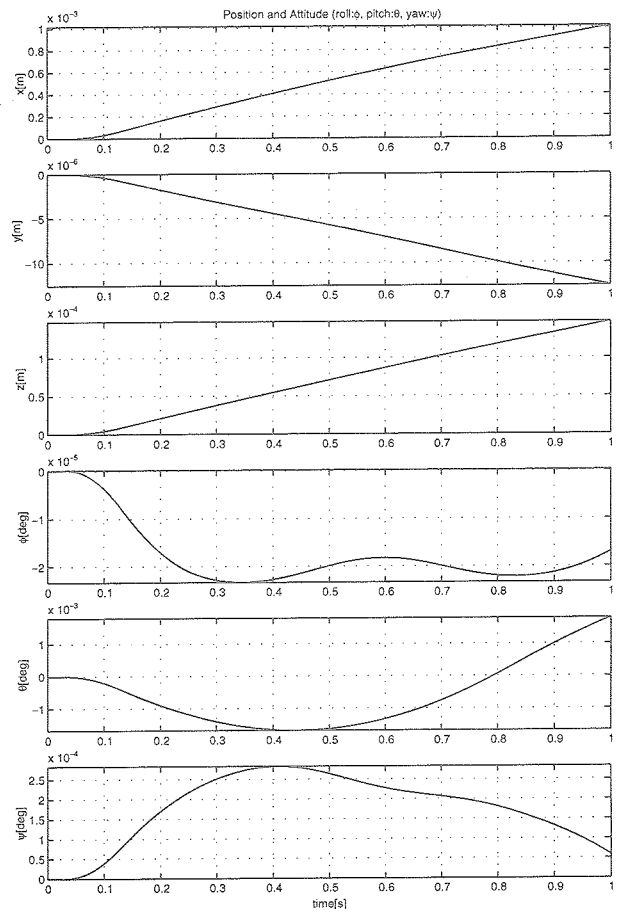 Position and Attitude (roll:φ, pitch:θ, yaw:ψ)
x 10⁻³
1
0.8
0.6
0.4
0.2
0
x[m]
0 0.1 0.2 0.3 0.4 0.5 0.6 0.7 0.8 0.9 1
x 10⁻⁶
0
−5
−10
y[m]
0 0.1 0.2 0.3 0.4 0.5 0.6 0.7 0.8 0.9 1
x 10⁻⁴
1
0.5
0
z[m]
0 0.1 0.2 0.3 0.4 0.5 0.6 0.7 0.8 0.9 1
x 10⁻⁵
0
−1
−2
φ[deg]
0 0.1 0.2 0.3 0.4 0.5 0.6 0.7 0.8 0.9 1
x 10⁻³
1
0
−1
θ[deg]
0 0.1 0.2 0.3 0.4 0.5 0.6 0.7 0.8 0.9 1
x 10⁻⁴
2.5
2
1.5
1
0.5
0
ψ[deg]
0 0.1 0.2 0.3 0.4 0.5 0.6 0.7 0.8 0.9 1
time[s]